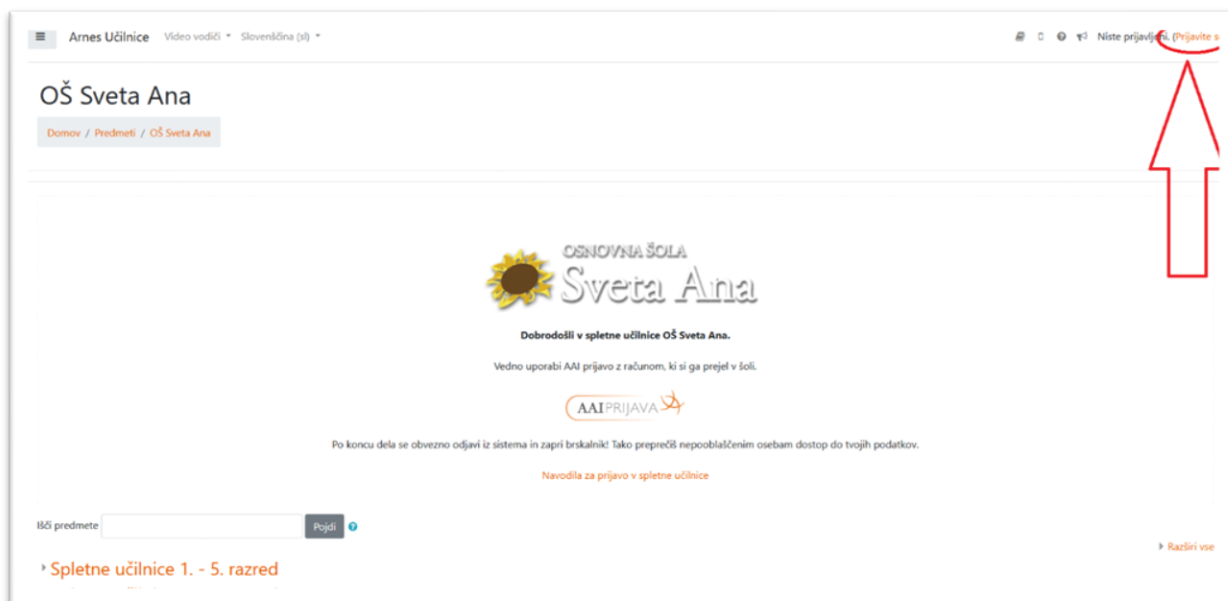 Arnes Učilnice Video vodiči Slovenščina (sl) Niste prijavljeni. (Prijavite s
OŠ Sveta Ana
Domov / Predmeti / OŠ Sveta Ana
OSNOVNA ŠOLA
Sveta Ana
Dobrodošli v spletne učilnice OŠ Sveta Ana.
Vedno uporabi AAI prijavo z računom, ki si ga prejel v šoli.
AAI PRIJAVA
Po koncu dela se obvezno odjavi iz sistema in zapri brskalnik! Tako preprečiš nepooblaščenim osebam dostop do tvojih podatkov.
Navodila za prijavo v spletne učilnice
Išči predmete Pojdi
Razširi vse
Spletne učilnice 1. - 5. razred